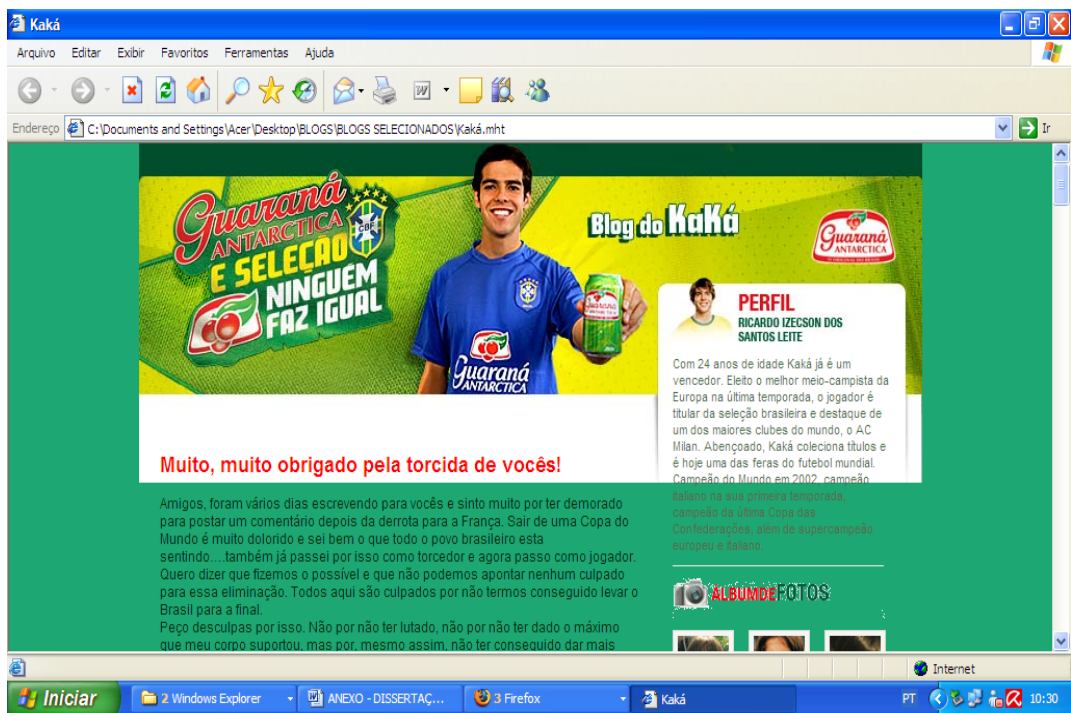 Kaká
Arquivo Editar Exibir Favoritos Ferramentas Ajuda
Endereço C:\Documents and Settings\Acer\Desktop\BLOGS\BLOGS SELECIONADOS\Kaká.mht Ir
Guaraná
ANTARCTICA
CBF
E SELEÇÃO
NINGUÉM
FAZ IGUAL
Guaraná
ANTARCTICA
Blog do KaKá
Guaraná
ANTARCTICA
PERFIL
RICARDO IZECSON DOS
SANTOS LEITE
Com 24 anos de idade Kaká já é um
vencedor. Eleito o melhor meio-campista da
Europa na última temporada, o jogador é
titular da seleção brasileira e destaque de
um dos maiores clubes do mundo, o AC
Milan. Abençoado, Kaká coleciona títulos e
é hoje uma das feras do futebol mundial.
Campeão do Mundo em 2002, campeão
italiano na sua primeira temporada,
campeão da última Copa das
Confederações, além de supercampeão
europeu e italiano.
ÁLBUM DE FOTOS
Muito, muito obrigado pela torcida de vocês!
Amigos, foram vários dias escrevendo para vocês e sinto muito por ter demorado
para postar um comentário depois da derrota para a França. Sair de uma Copa do
Mundo é muito dolorido e sei bem o que todo o povo brasileiro esta
sentindo....também já passei por isso como torcedor e agora passo como jogador.
Quero dizer que fizemos o possível e que não podemos apontar nenhum culpado
para essa eliminação. Todos aqui são culpados por não termos conseguido levar o
Brasil para a final.
Peço desculpas por isso. Não por não ter lutado, não por não ter dado o máximo
que meu corpo suportou, mas por, mesmo assim, não ter conseguido dar mais
Internet
Iniciar 2 Windows Explorer ANEXO - DISSERTAÇ... 3 Firefox Kaká PT 10:30